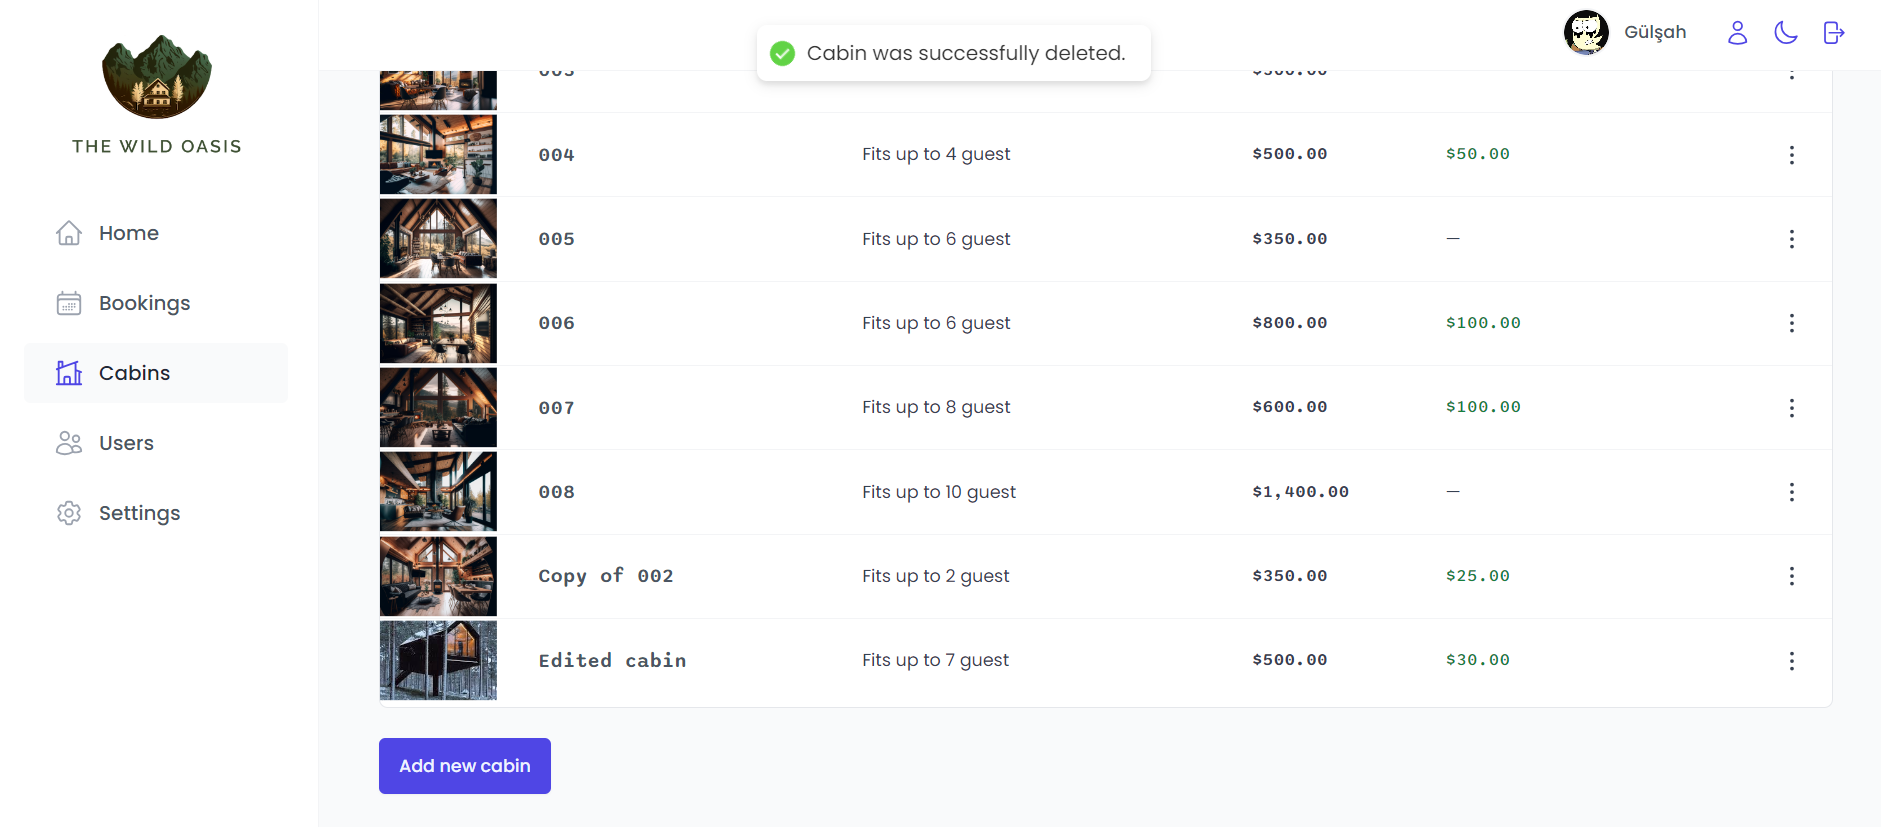 Cabin was successfully deleted.
Gülşah
THE WILD OASIS
Home
Bookings
Cabins
Users
Settings
004 Fits up to 4 guest $500.00 $50.00
005 Fits up to 6 guest $350.00 —
006 Fits up to 6 guest $800.00 $100.00
007 Fits up to 8 guest $600.00 $100.00
008 Fits up to 10 guest $1,400.00 —
Copy of 002 Fits up to 2 guest $350.00 $25.00
Edited cabin Fits up to 7 guest $500.00 $30.00
Add new cabin